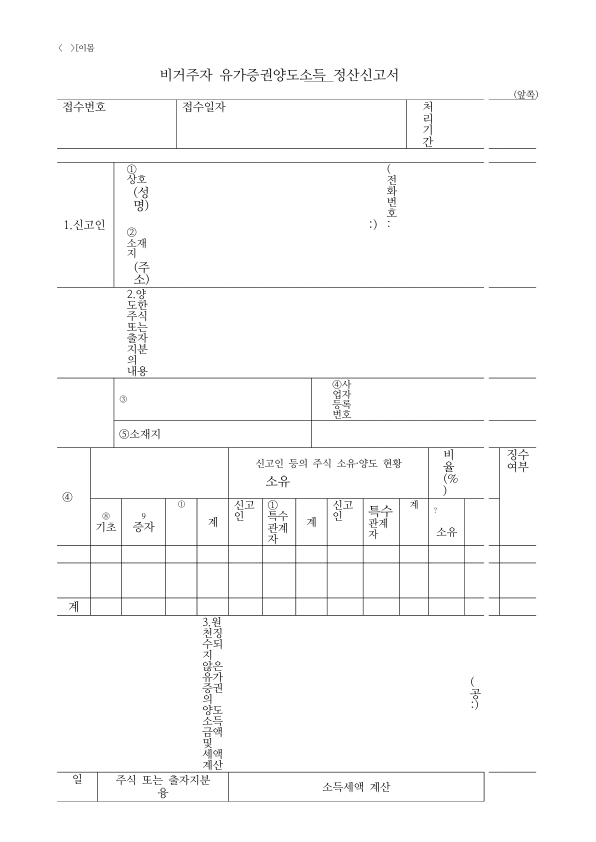 〈 〉[이몸
비거주자 유가증권양도소득_정산신고서
(앞쪽)
접수번호
접수일자
처
리
기
간
1.신고인
①
상호
(성
명)
②
소재
지
(주
소)
(
전
화
번
호
:
:)
2.양
도한
주식
또는
출자
지분
의
내용
③
④사
업자
등록
번호
⑤소재지
④
신고인 등의 주식 소유·양도 현황
소유
비
율
(%
)
징수
여부
⑧
기초
9
증자
①
계
신고
인
①
특수
관계
자
계
신고
인
특수
관계
자
계
?
소유
계
3.원
천징
수되
지
않은
유가
증권
의
양도
소득
금액
및
세액
계산
(
공
:)
일
주식 또는 출자지분
융
소득세액 계산